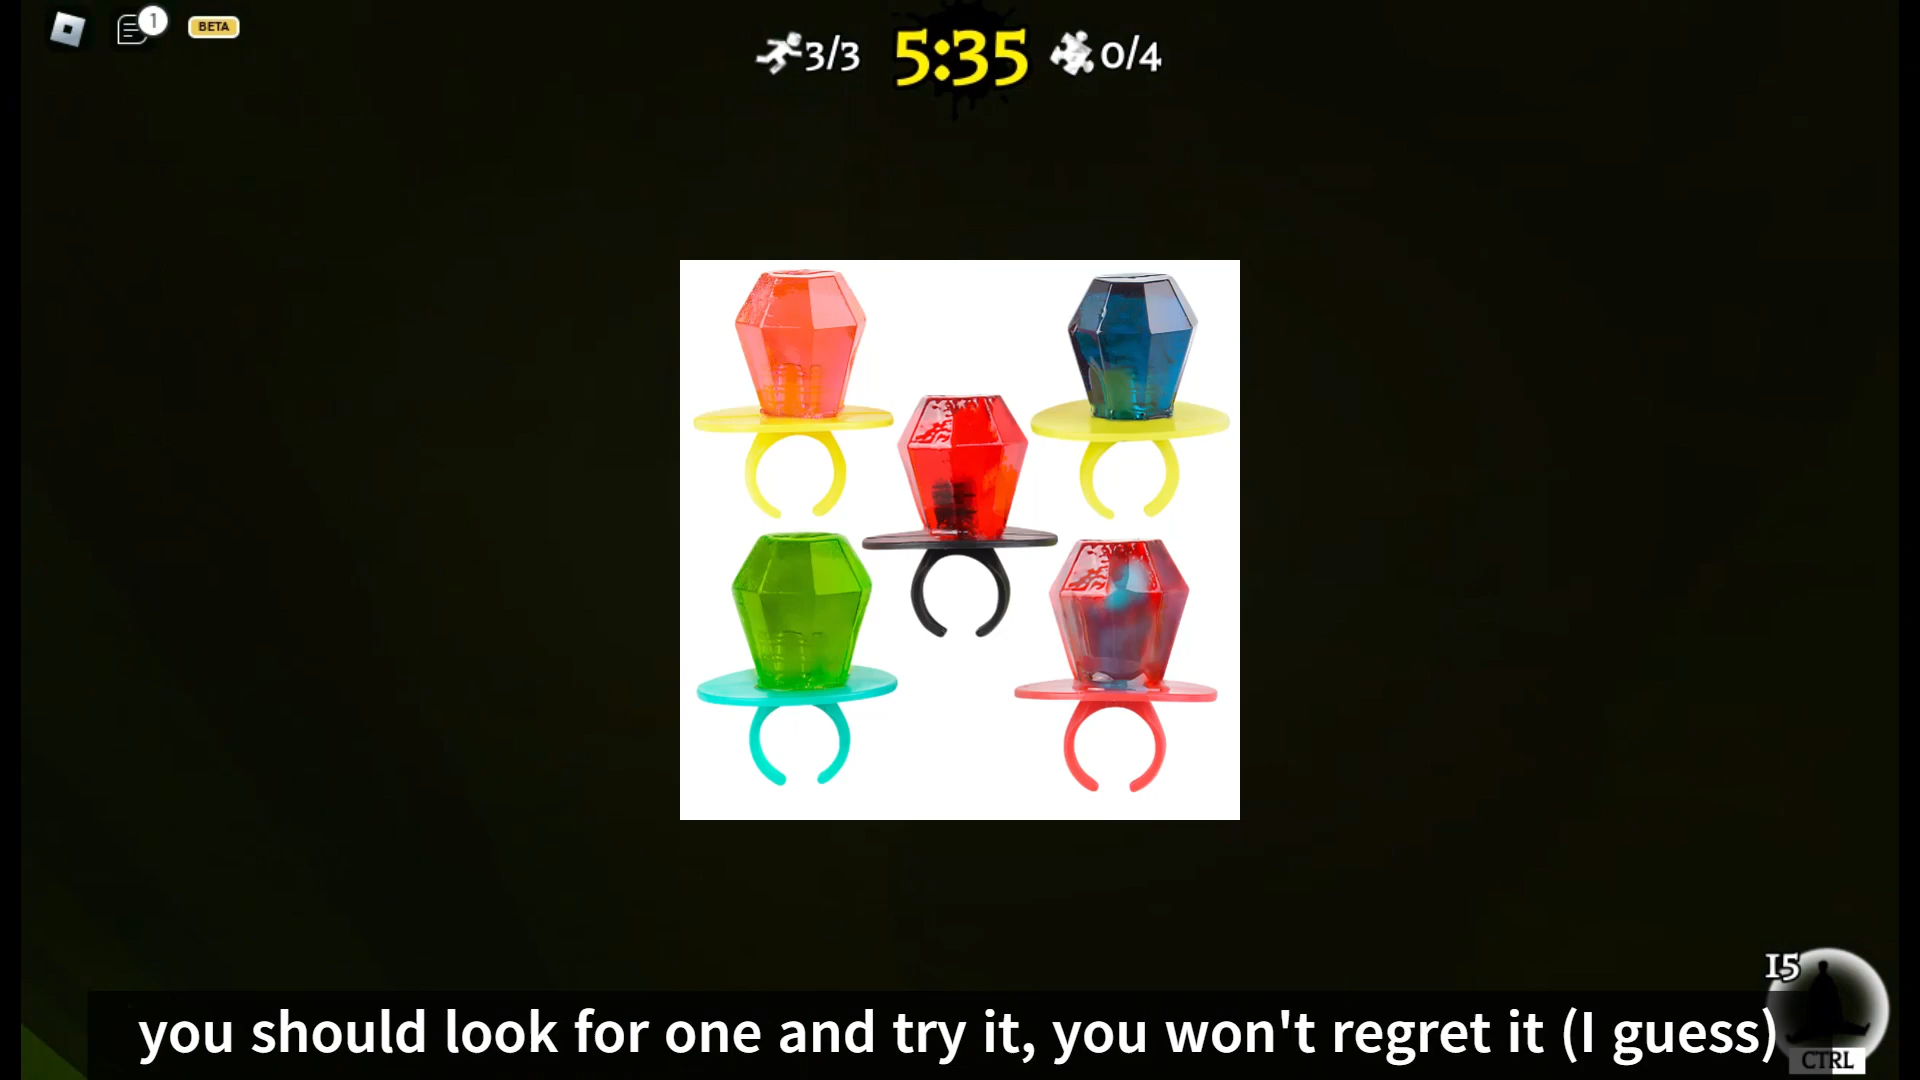 1
BETA
3/3
5:35
0/4
15
you should look for one and try it, you won't regret it (I guess)
CTRL